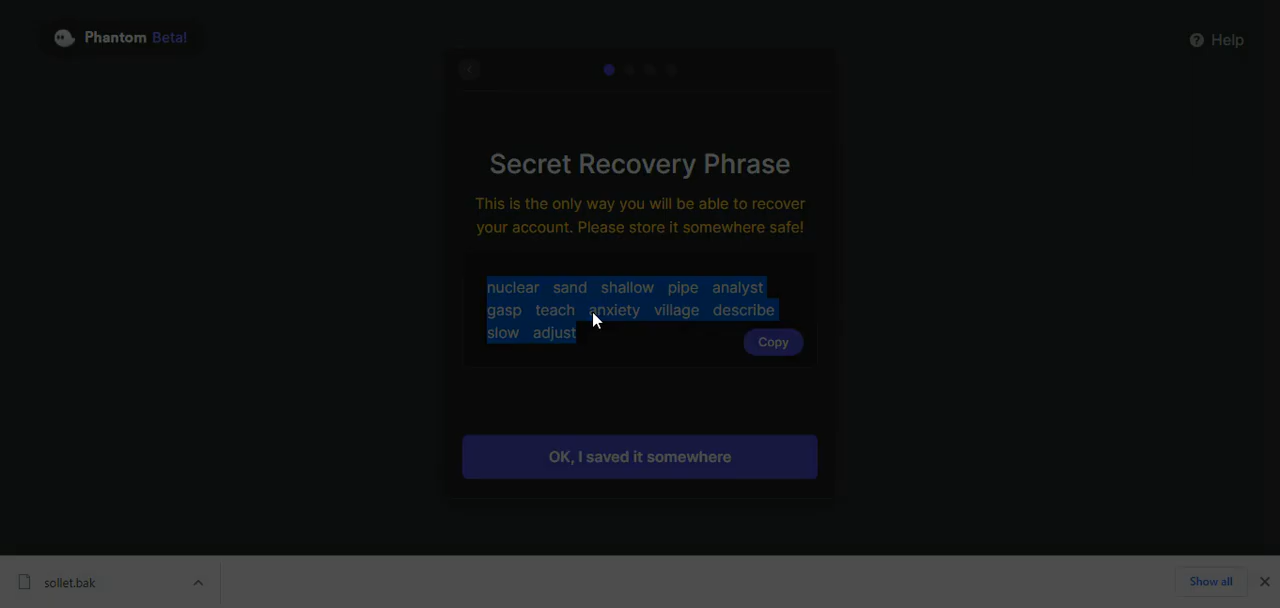 Phantom Beta!
Help
Secret Recovery Phrase
This is the only way you will be able to recover
your account. Please store it somewhere safe!
nuclear sand shallow pipe analyst
gasp teach anxiety village describe
slow adjust
Copy
OK, I saved it somewhere
sollet.bak
Show all